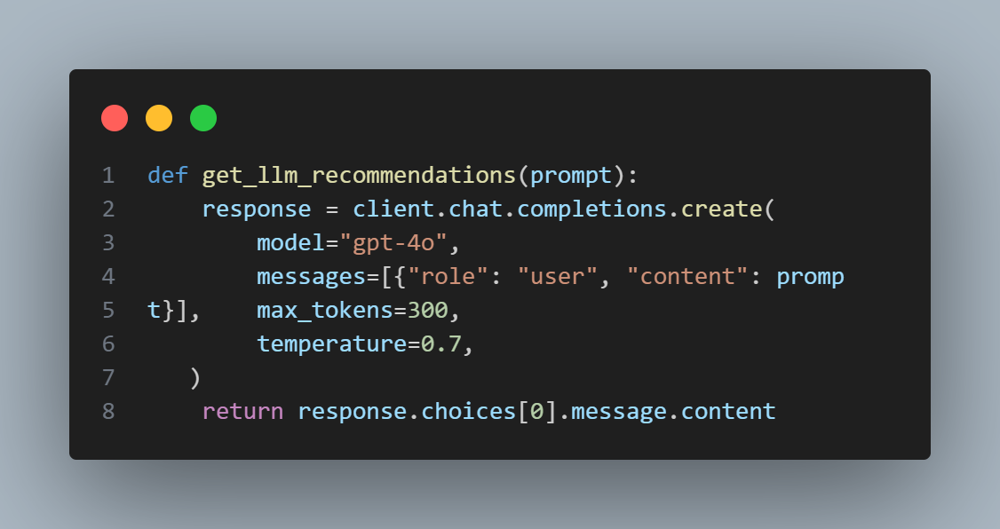 1 def get_llm_recommendations(prompt):
2     response = client.chat.completions.create(
3         model="gpt-4o",
4         messages=[{"role": "user", "content": promp
5 t}],    max_tokens=300,
6         temperature=0.7,
7    )
8     return response.choices[0].message.content